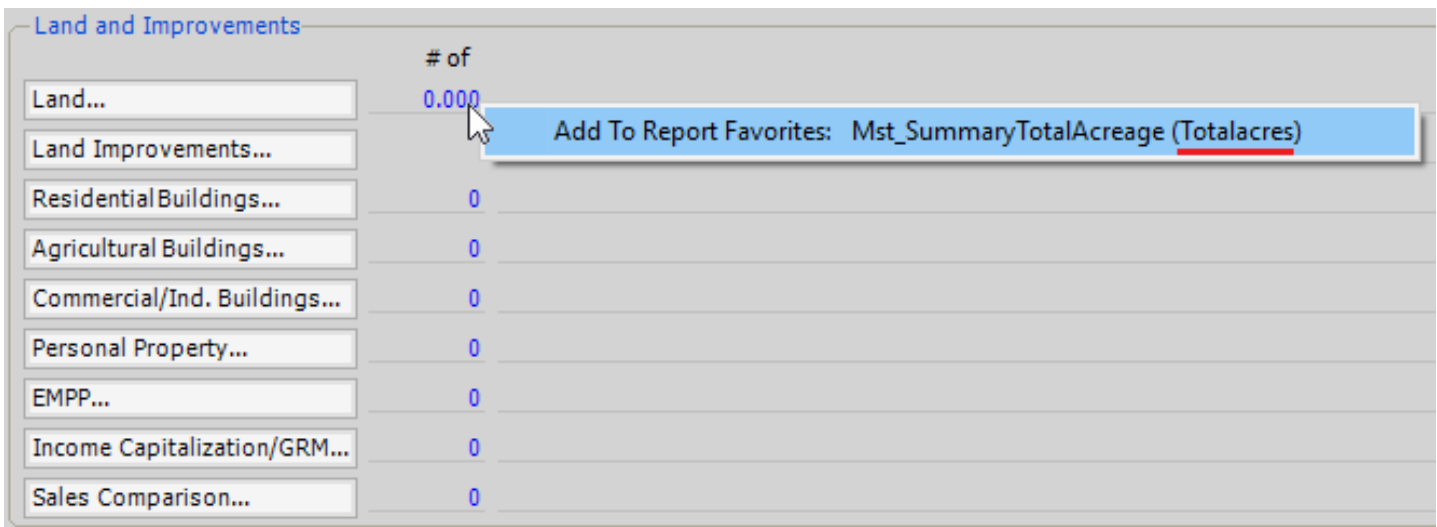 Land and Improvements
# of
Land... 0.000
Add To Report Favorites: Mst_SummaryTotalAcreage (Totalacres)
Land Improvements...
Residential Buildings... 0
Agricultural Buildings... 0
Commercial/Ind. Buildings... 0
Personal Property... 0
EMPP... 0
Income Capitalization/GRM... 0
Sales Comparison... 0